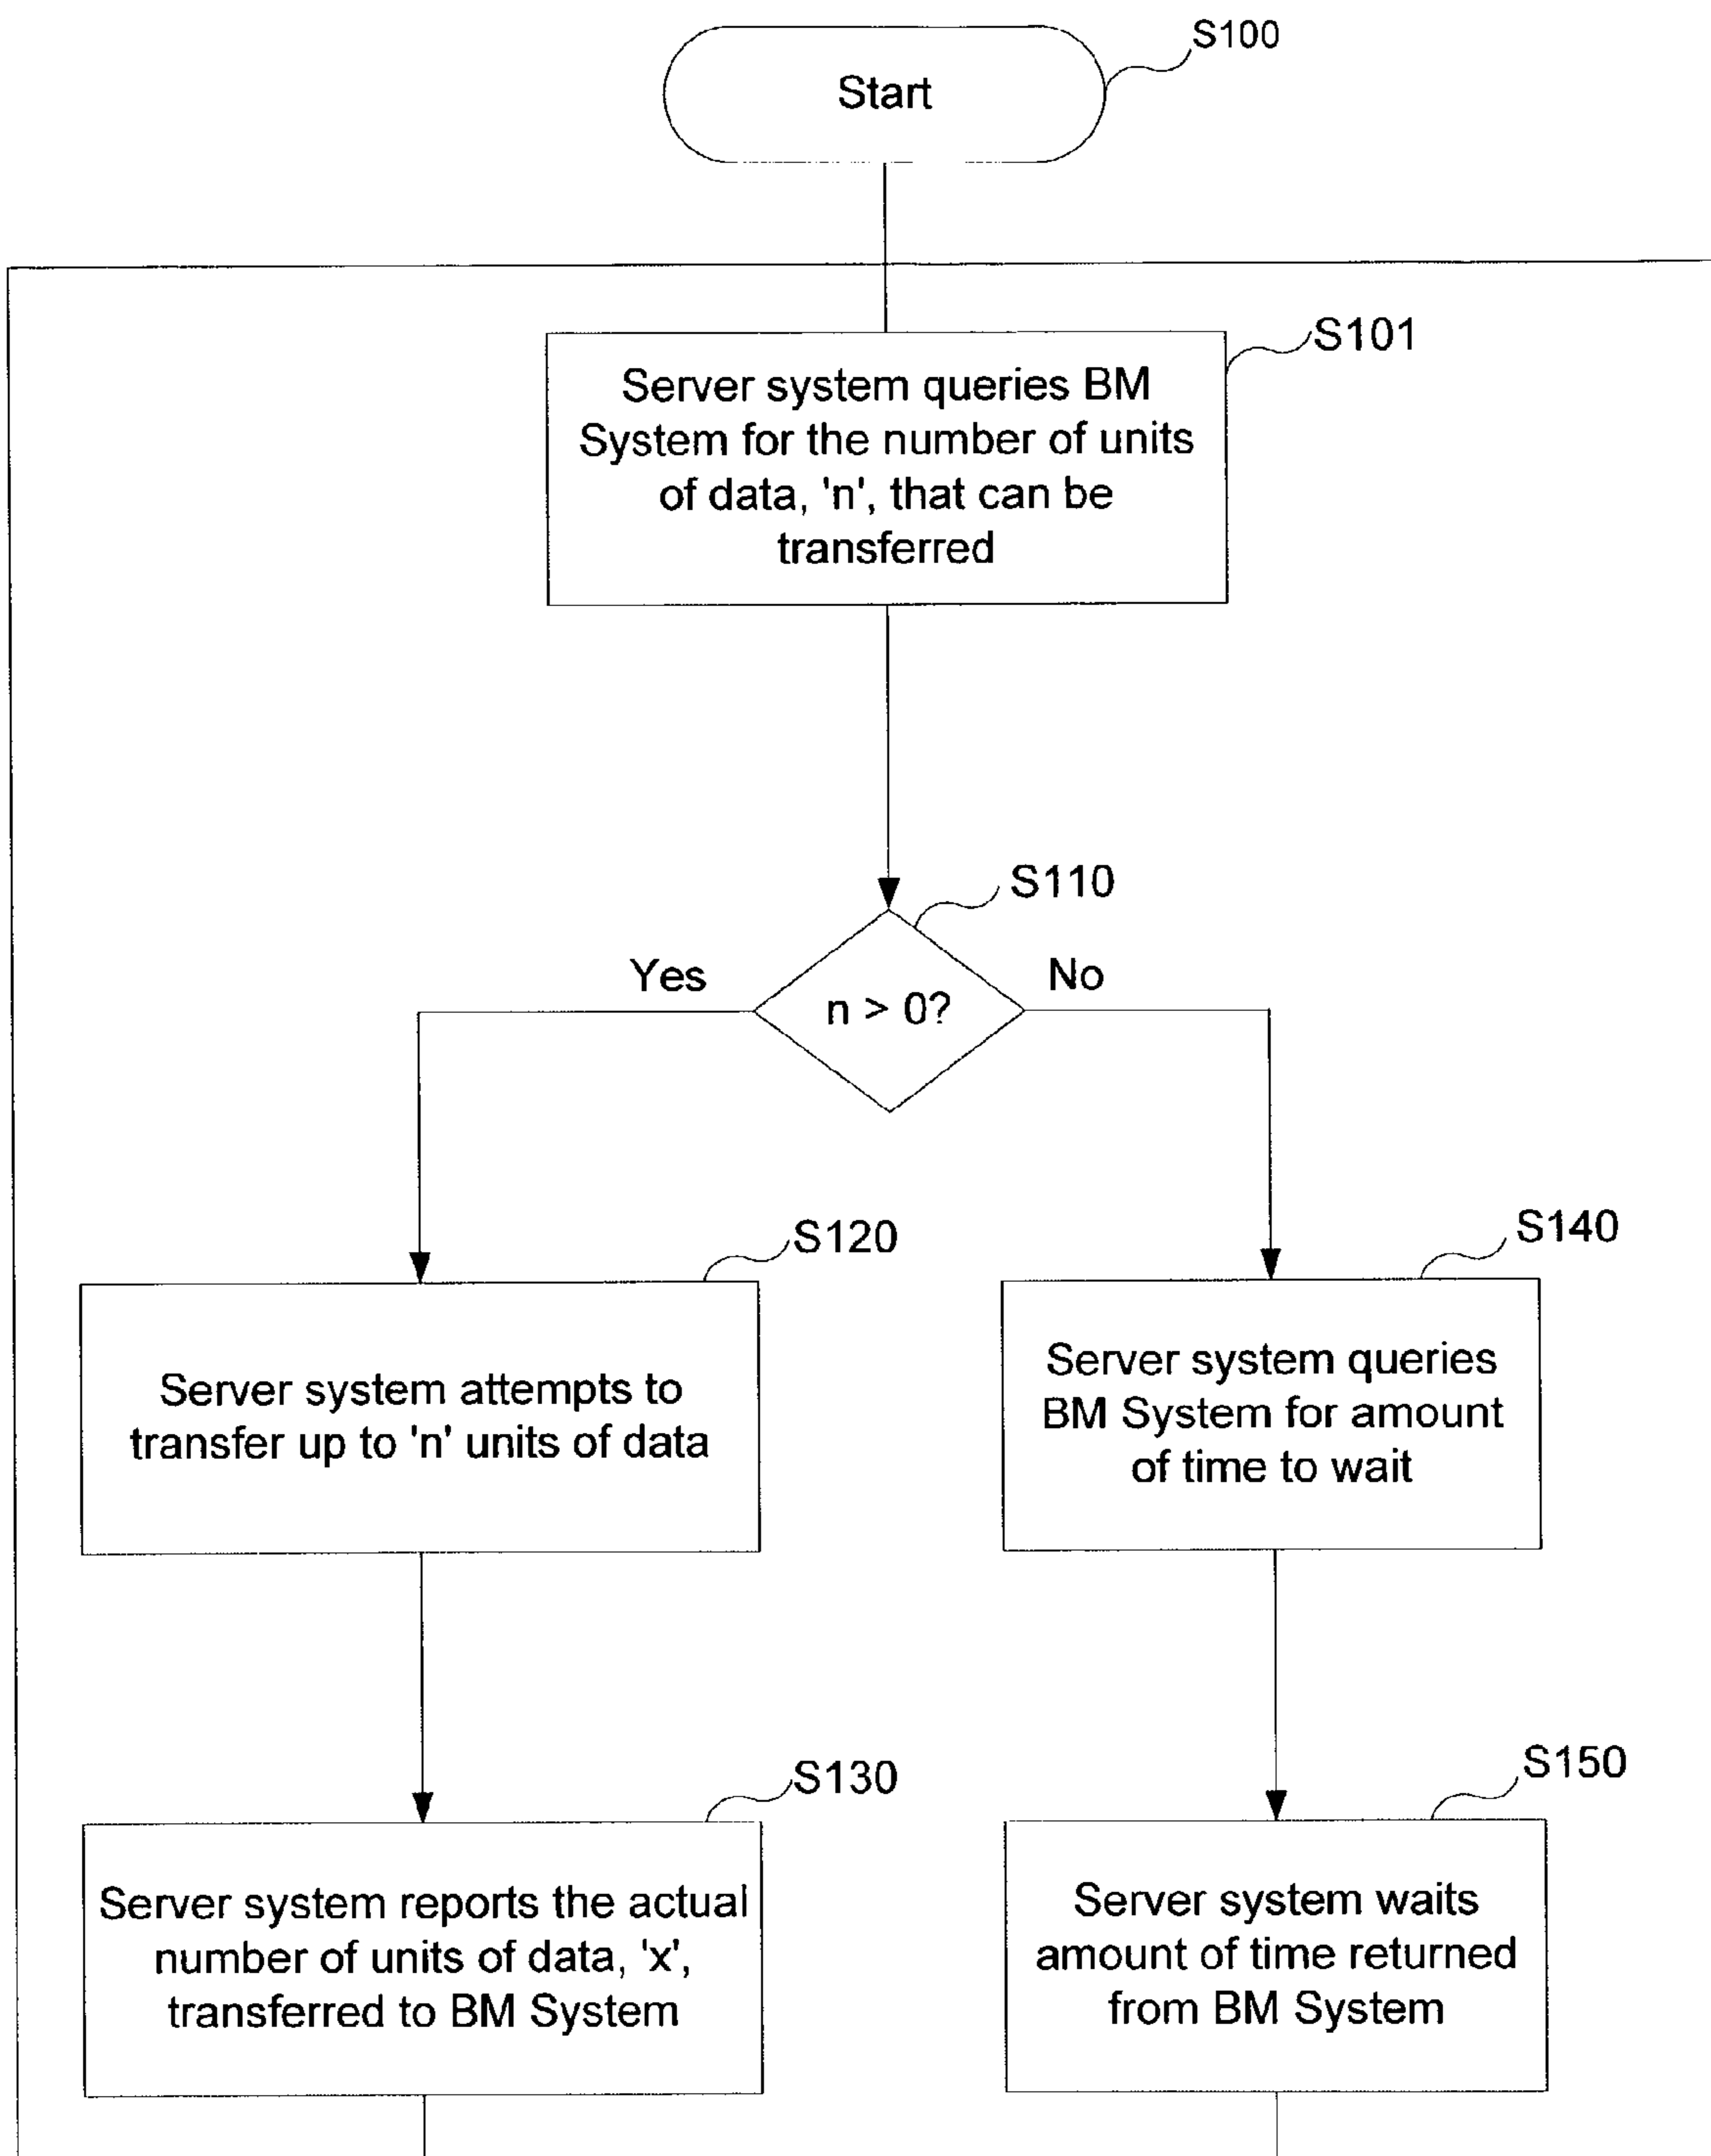 S100
Start
S101
Server system queries BM
System for the number of units
of data, 'n', that can be
transferred
S110
Yes
n > 0?
No
S120
Server system attempts to
transfer up to 'n' units of data
S140
Server system queries
BM System for amount
of time to wait
S130
Server system reports the actual
number of units of data, 'x',
transferred to BM System
S150
Server system waits
amount of time returned
from BM System